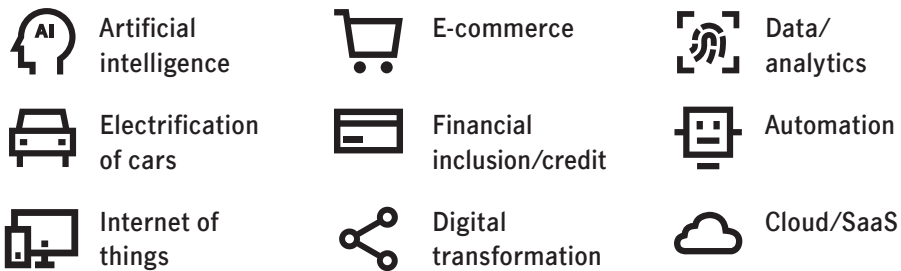 AI
Artificial
intelligence
E-commerce
Data/
analytics
Electrification
of cars
Financial
inclusion/credit
Automation
Internet of
things
Digital
transformation
Cloud/SaaS